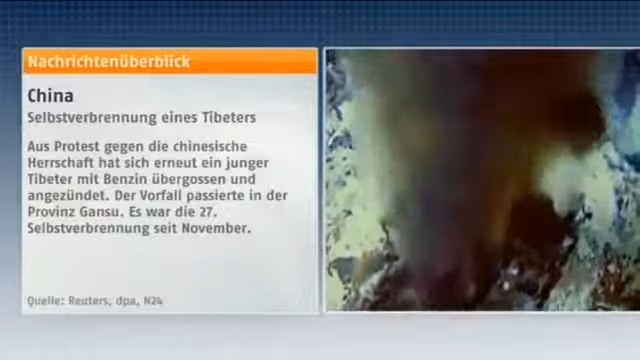 Nachrichtenüberblick
China
Selbstverbrennung eines Tibeters
Aus Protest gegen die chinesische
Herrschaft hat sich erneut ein junger
Tibeter mit Benzin übergossen und
angezündet. Der Vorfall passierte in der
Provinz Gansu. Es war die 27.
Selbstverbrennung seit November.
Quelle: Reuters, dpa, N24